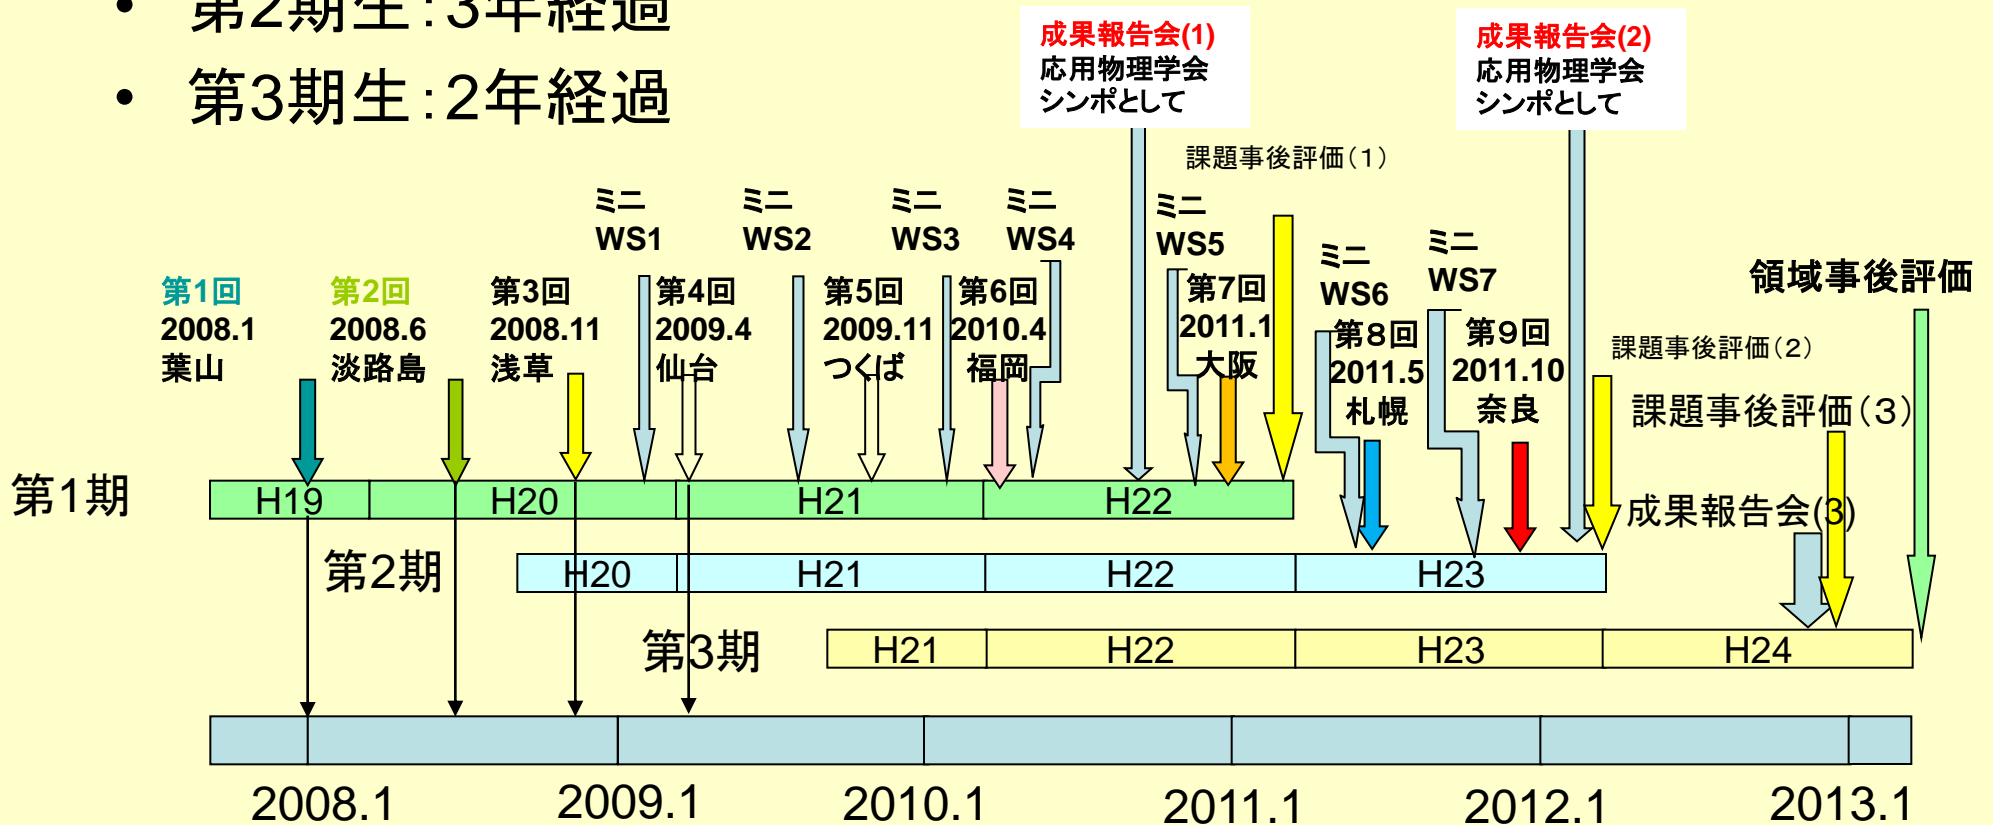 • 第2期生：3年経過
• 第3期生：2年経過
成果報告会(1)
応用物理学会
シンポとして
成果報告会(2)
応用物理学会
シンポとして
課題事後評価（1）
ミニ
WS1
ミニ
WS2
ミニ
WS3
ミニ
WS4
ミニ
WS5
ミニ
WS6
ミニ
WS7
領域事後評価
第1回
2008.1
葉山
第2回
2008.6
淡路島
第3回
2008.11
浅草
第4回
2009.4
仙台
第5回
2009.11
つくば
第6回
2010.4
福岡
第7回
2011.1
大阪
第8回
2011.5
札幌
第9回
2011.10
奈良
課題事後評価（2）
課題事後評価（3）
成果報告会(3)
第1期
H19
H20
H21
H22
第2期
H20
H21
H22
H23
第3期
H21
H22
H23
H24
2008.1
2009.1
2010.1
2011.1
2012.1
2013.1